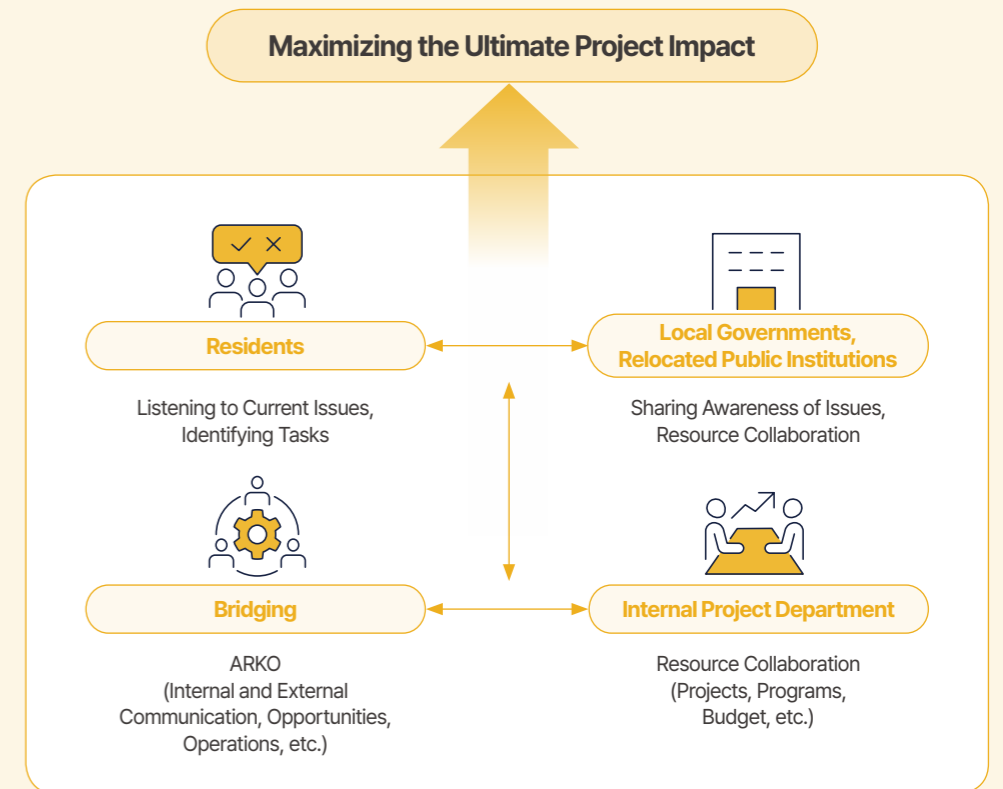 Maximizing the Ultimate Project Impact
Residents
Listening to Current Issues,
Identifying Tasks
Local Governments,
Relocated Public Institutions
Sharing Awareness of Issues,
Resource Collaboration
Bridging
ARKO
(Internal and External
Communication, Opportunities,
Operations, etc.)
Internal Project Department
Resource Collaboration
(Projects, Programs,
Budget, etc.)